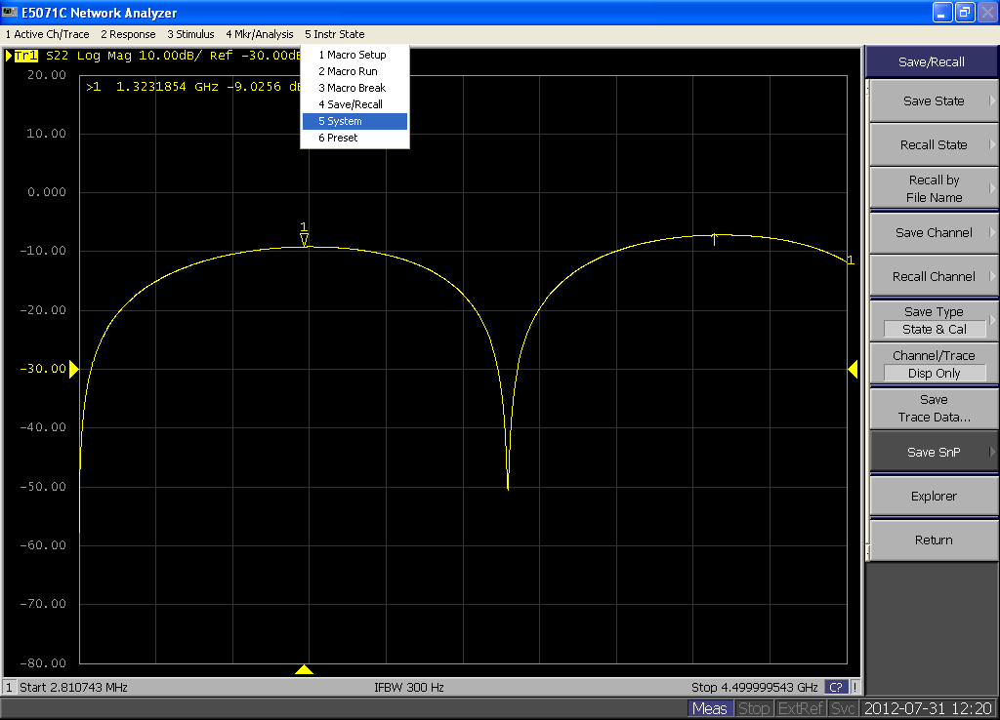 E5071C Network Analyzer
1 Active Ch/Trace 2 Response 3 Stimulus 4 Mkr/Analysis 5 Instr State
Tr1 S22 Log Mag 10.00dB/ Ref -30.00dB
1 Macro Setup
2 Macro Run
3 Macro Break
4 Save/Recall
5 System
6 Preset
>1 1.3231854 GHz -9.0256 dB
20.00
10.00
0.000
-10.00
-20.00
-30.00
-40.00
-50.00
-60.00
-70.00
-80.00
1
1
1 Start 2.810743 MHz IFBW 300 Hz Stop 4.499999543 GHz C? !
Save/Recall
Save State
Recall State
Recall by
File Name
Save Channel
Recall Channel
Save Type
State & Cal
Channel/Trace
Disp Only
Save
Trace Data...
Save SnP
Explorer
Return
Meas Stop ExtRef Svc 2012-07-31 12:20